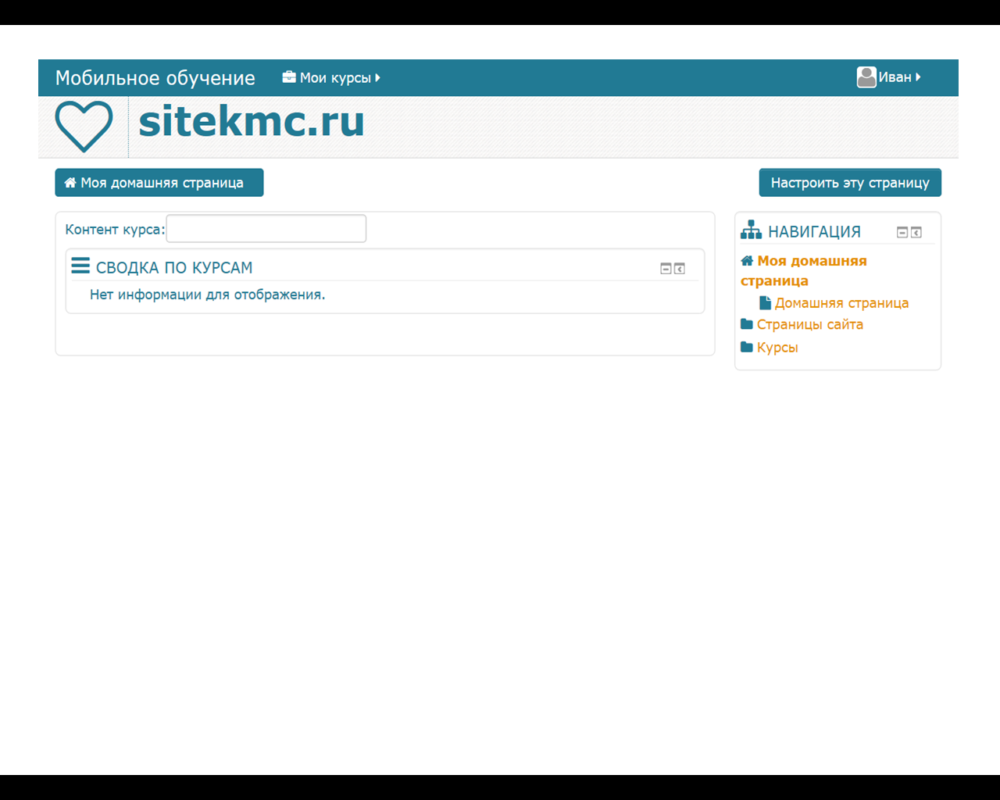 Мобильное обучение Мои курсы Иван
sitekmc.ru
Моя домашняя страница Настроить эту страницу
Контент курса:
СВОДКА ПО КУРСАМ
Нет информации для отображения.
НАВИГАЦИЯ
Моя домашняя
страница
Домашняя страница
Страницы сайта
Курсы